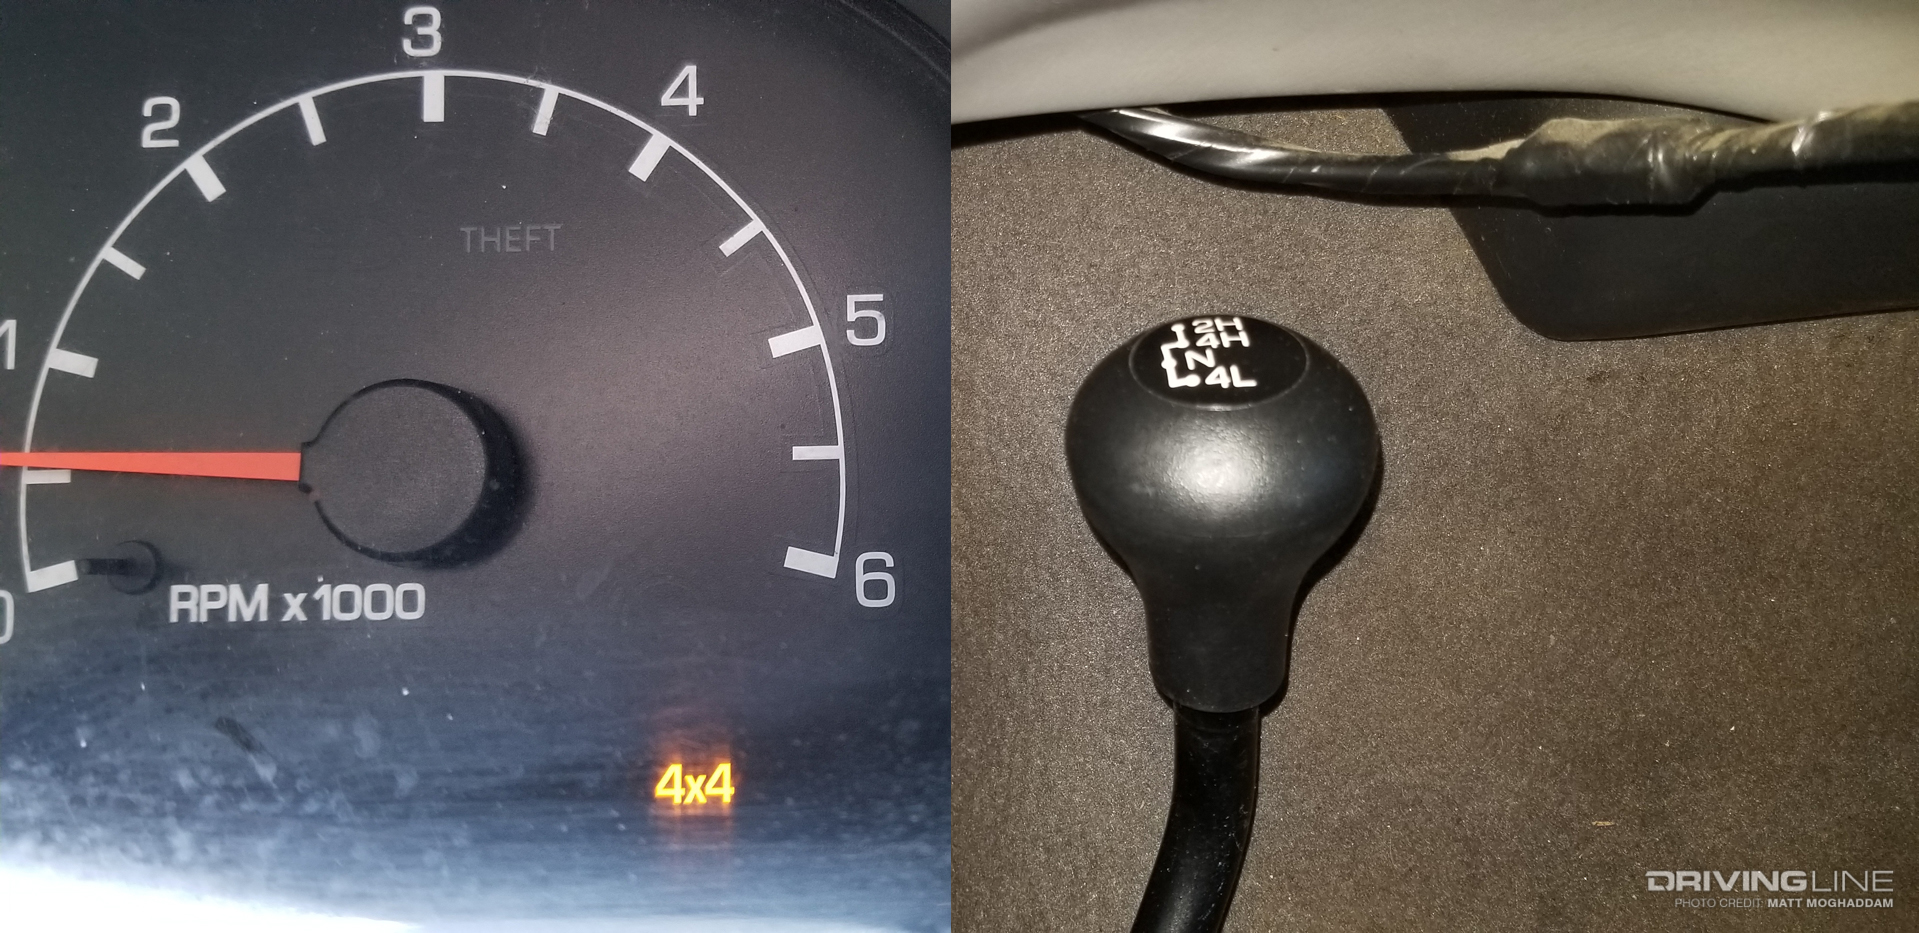 3
2
4
THEFT
5
1
6
0
RPM x1000
4x4
2H
4H
N
4L
DRIVINGLINE
PHOTO CREDIT: MATT MOGHADDAM